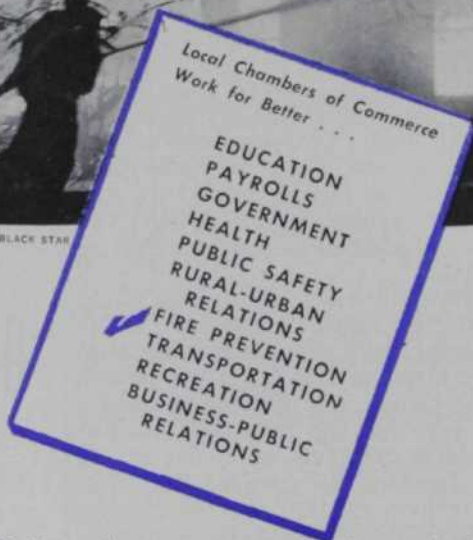 Local Chambers of Commerce
Work for Better . . .
EDUCATION
PAYROLLS
GOVERNMENT
HEALTH
PUBLIC SAFETY
RURAL-URBAN
RELATIONS
FIRE PREVENTION
TRANSPORTATION
RECREATION
BUSINESS-PUBLIC
RELATIONS
BLACK STAR